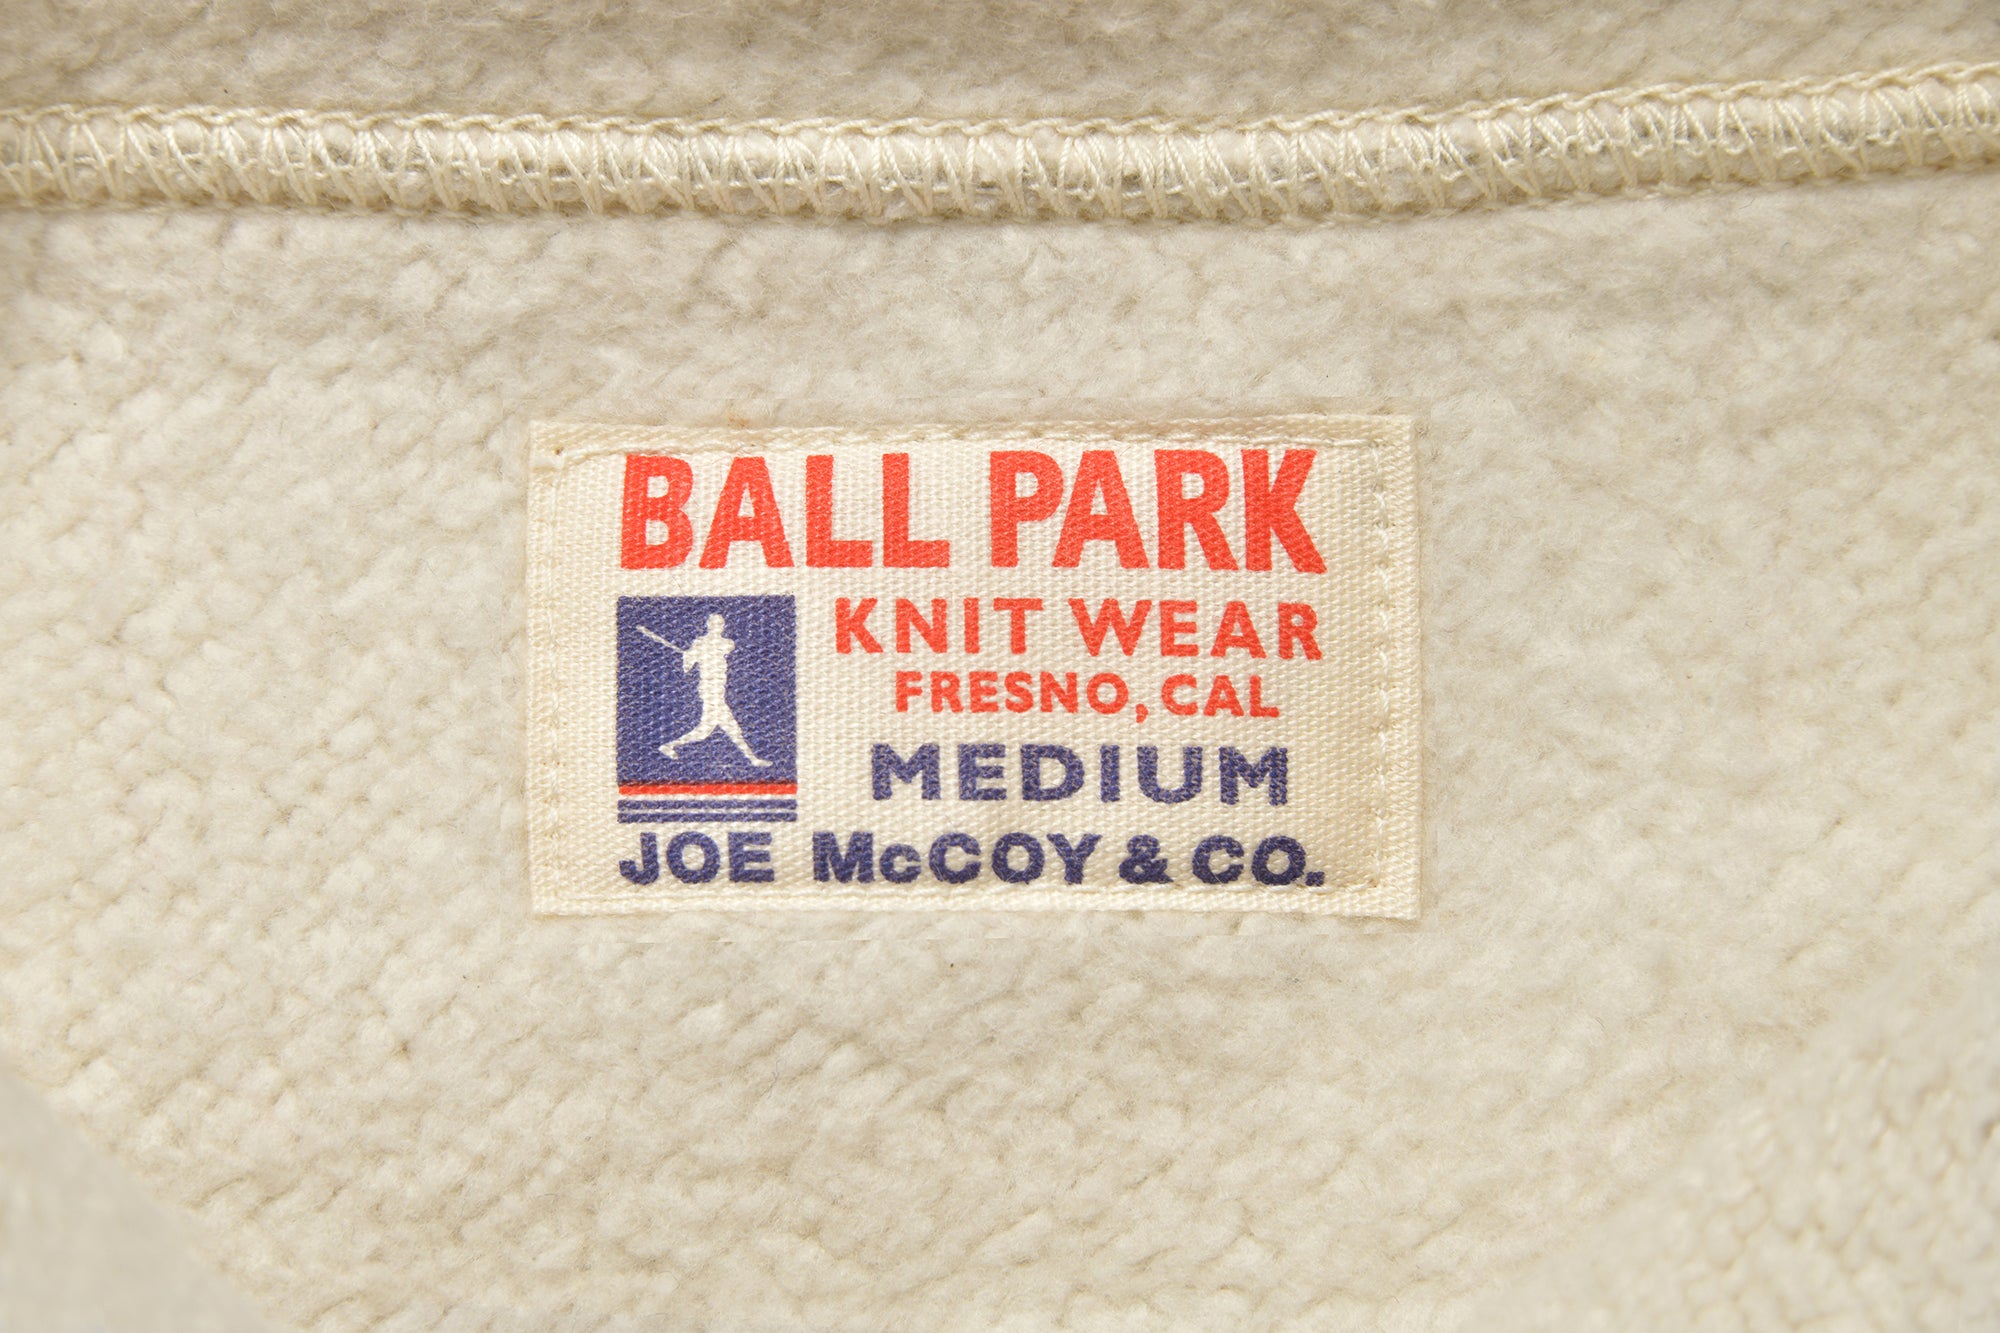 BALL PARK
KNIT WEAR
FRESNO, CAL
MEDIUM
JOE McCOY & CO.